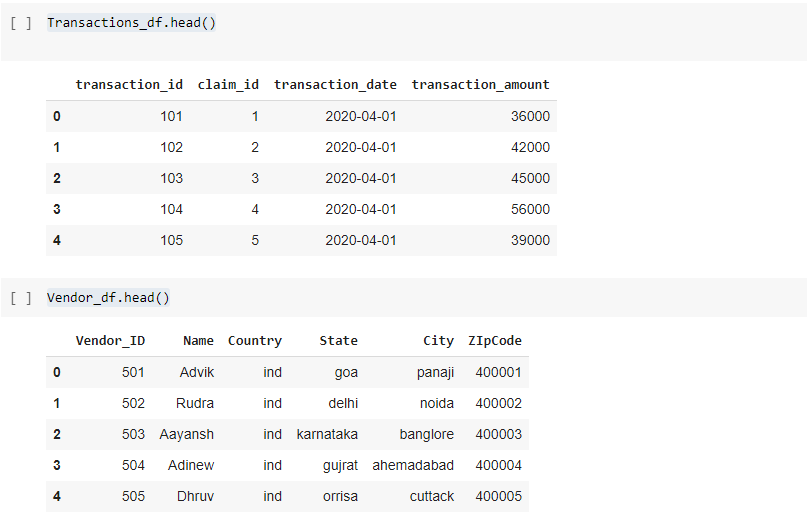 [ ] Transactions_df.head()
transaction_id claim_id transaction_date transaction_amount
0 101 1 2020-04-01 36000
1 102 2 2020-04-01 42000
2 103 3 2020-04-01 45000
3 104 4 2020-04-01 56000
4 105 5 2020-04-01 39000
[ ] Vendor_df.head()
Vendor_ID Name Country State City ZIpCode
0 501 Advik ind goa panaji 400001
1 502 Rudra ind delhi noida 400002
2 503 Aayansh ind karnataka banglore 400003
3 504 Adinew ind gujrat ahemadabad 400004
4 505 Dhruv ind orrisa cuttack 400005